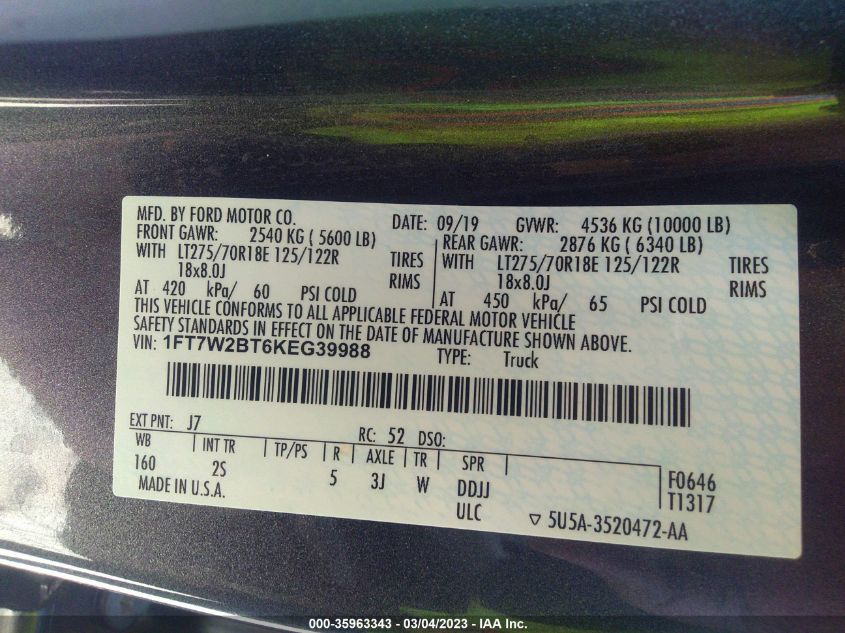 MFD. BY FORD MOTOR CO. DATE: 09/19 GVWR: 4536 KG (10000 LB)
FRONT GAWR: 2540 KG ( 5600 LB) REAR GAWR: 2876 KG ( 6340 LB)
WITH LT275/70R18E 125/122R TIRES WITH LT275/70R18E 125/122R TIRES
18x8.0J RIMS 18x8.0J RIMS
AT 420 kPa/ 60 PSI COLD AT 450 kPa/ 65 PSI COLD
THIS VEHICLE CONFORMS TO ALL APPLICABLE FEDERAL MOTOR VEHICLE
SAFETY STANDARDS IN EFFECT ON THE DATE OF MANUFACTURE SHOWN ABOVE.
VIN: 1FT7W2BT6KEG39988 TYPE: Truck
EXT PNT: J7 RC: 52 DSO:
WB INT TR TP/PS R AXLE TR SPR
160 2S 5 3J W DDJJ F0646
MADE IN U.S.A. ULC T1317
▽ 5U5A-3520472-AA
000-35963343 - 03/04/2023 - IAA Inc.